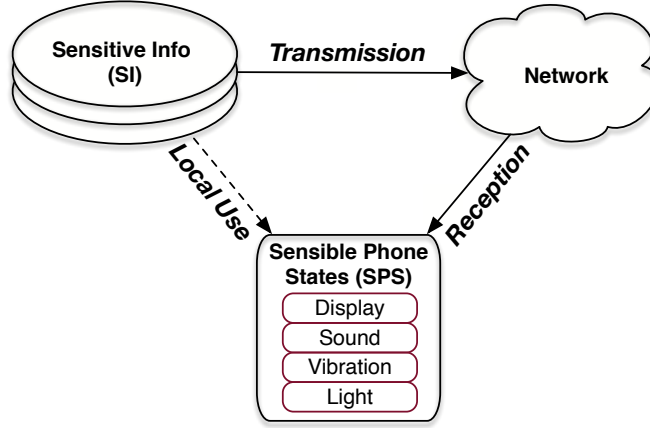 Sensitive Info
(SI)
Transmission
Network
Local Use
Reception
Sensible Phone
States (SPS)
Display
Sound
Vibration
Light